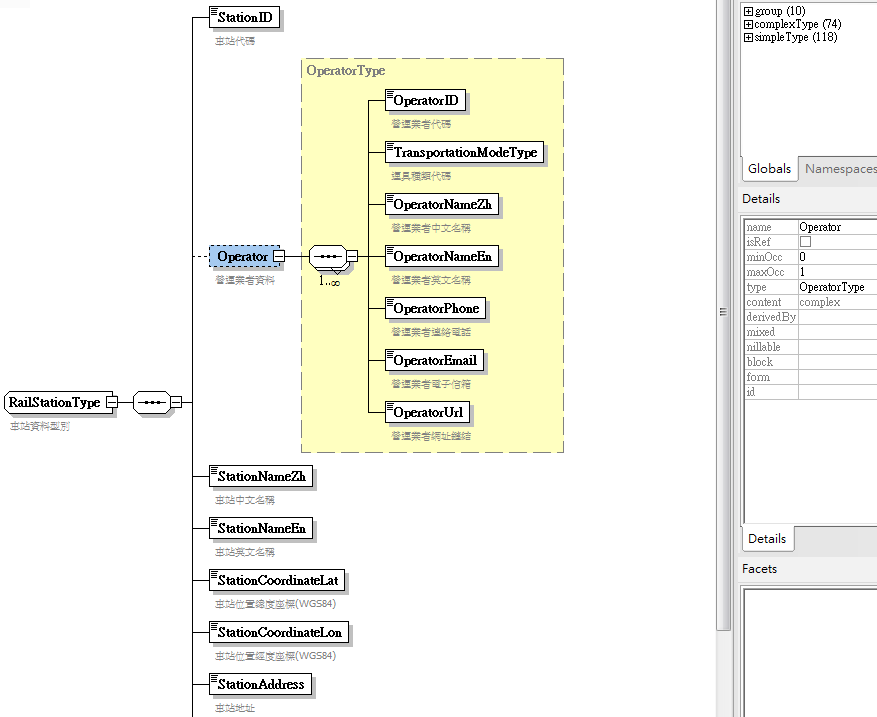 StationID
車站代碼
OperatorType
OperatorID
營運業者代碼
TransportationModeType
運具種類代碼
OperatorNameZh
營運業者中文名稱
Operator
營運業者資料
1..∞
OperatorNameEn
營運業者英文名稱
OperatorPhone
營運業者連絡電話
OperatorEmail
營運業者電子信箱
OperatorUrl
營運業者網址鏈結
RailStationType
車站資料型別
StationNameZh
車站中文名稱
StationNameEn
車站英文名稱
StationCoordinateLat
車站位置緯度座標(WGS84)
StationCoordinateLon
車站位置經度座標(WGS84)
StationAddress
車站地址
group (10)
complexType (74)
simpleType (118)
Globals Namespaces
Details
name Operator
isRef
minOcc 0
maxOcc 1
type OperatorType
content complex
derivedBy
mixed
nillable
block
form
id
Details
Facets